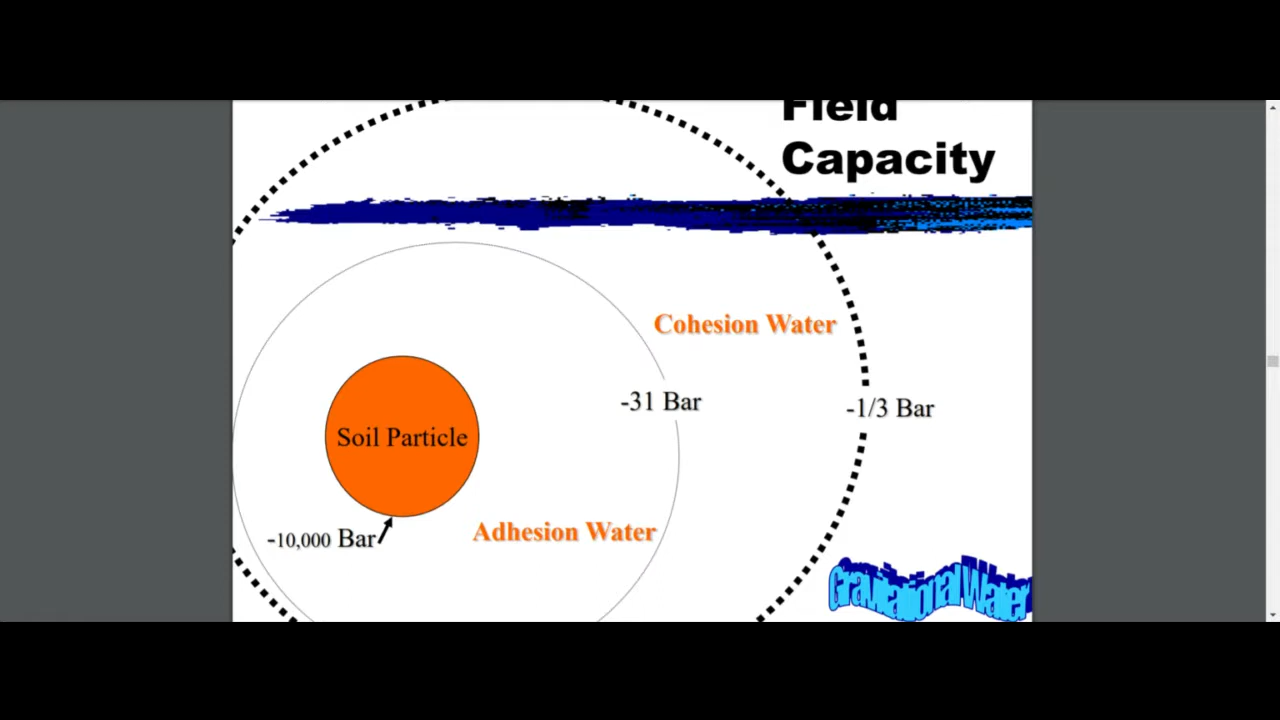 Field
Capacity
Cohesion Water
-31 Bar
-1/3 Bar
Soil Particle
-10,000 Bar
Adhesion Water
Gravitational Water